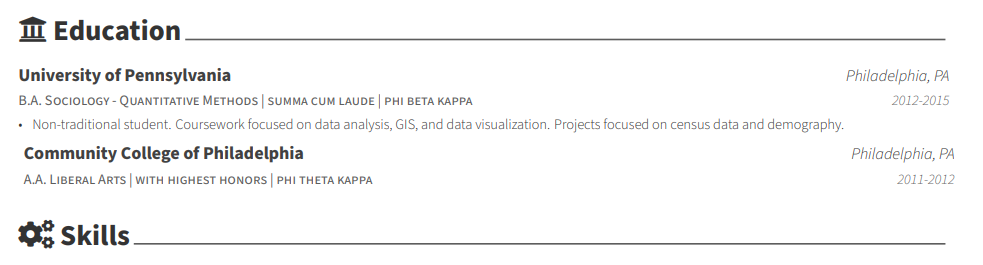 Education
University of Pennsylvania Philadelphia, PA
B.A. Sociology - Quantitative Methods | summa cum laude | phi beta kappa 2012-2015
• Non-traditional student. Coursework focused on data analysis, GIS, and data visualization. Projects focused on census data and demography.
Community College of Philadelphia Philadelphia, PA
A.A. Liberal Arts | with highest honors | phi theta kappa 2011-2012
Skills